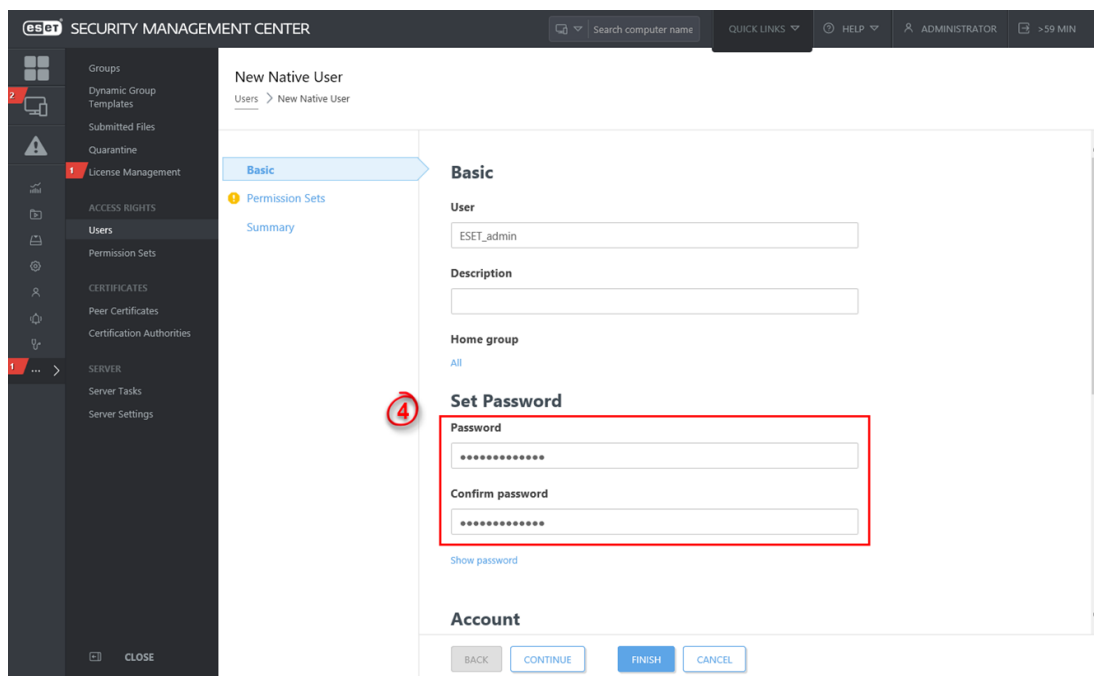 eset SECURITY MANAGEMENT CENTER
Search computer name
QUICK LINKS
HELP
ADMINISTRATOR
>59 MIN
2
1
1
Groups
Dynamic Group
Templates
Submitted Files
Quarantine
License Management
ACCESS RIGHTS
Users
Permission Sets
CERTIFICATES
Peer Certificates
Certification Authorities
SERVER
Server Tasks
Server Settings
CLOSE
New Native User
Users > New Native User
Basic
Permission Sets
Summary
Basic
User
ESET_admin
Description
Home group
All
Set Password
4
Password
•••••••••••••
Confirm password
•••••••••••••
Show password
Account
BACK
CONTINUE
FINISH
CANCEL